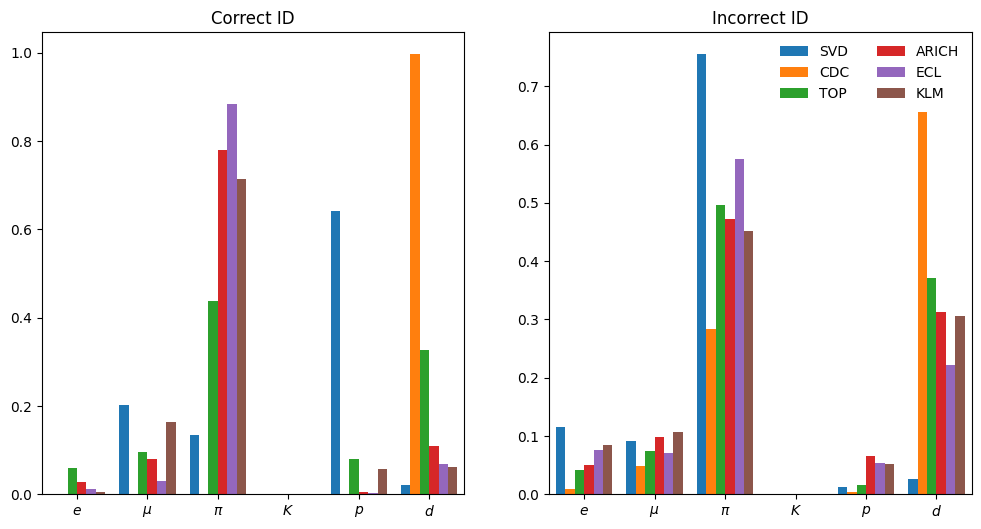 Correct ID
1.0
0.8
0.6
0.4
0.2
0.0
e μ π K p d
Incorrect ID
SVD ARICH
CDC ECL
TOP KLM
0.7
0.6
0.5
0.4
0.3
0.2
0.1
0.0
e μ π K p d